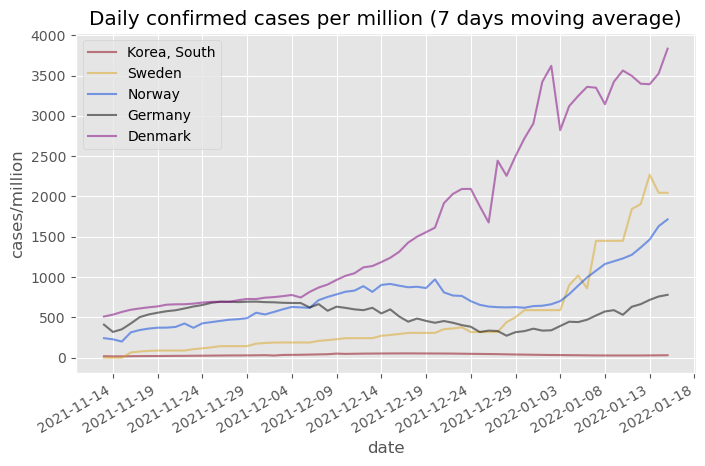 Daily confirmed cases per million (7 days moving average)
4000
3500
3000
2500
2000
1500
1000
500
0
cases/million
Korea, South
Sweden
Norway
Germany
Denmark
2021-11-14
2021-11-19
2021-11-24
2021-11-29
2021-12-04
2021-12-09
2021-12-14
2021-12-19
2021-12-24
2021-12-29
2022-01-03
2022-01-08
2022-01-13
2022-01-18
date